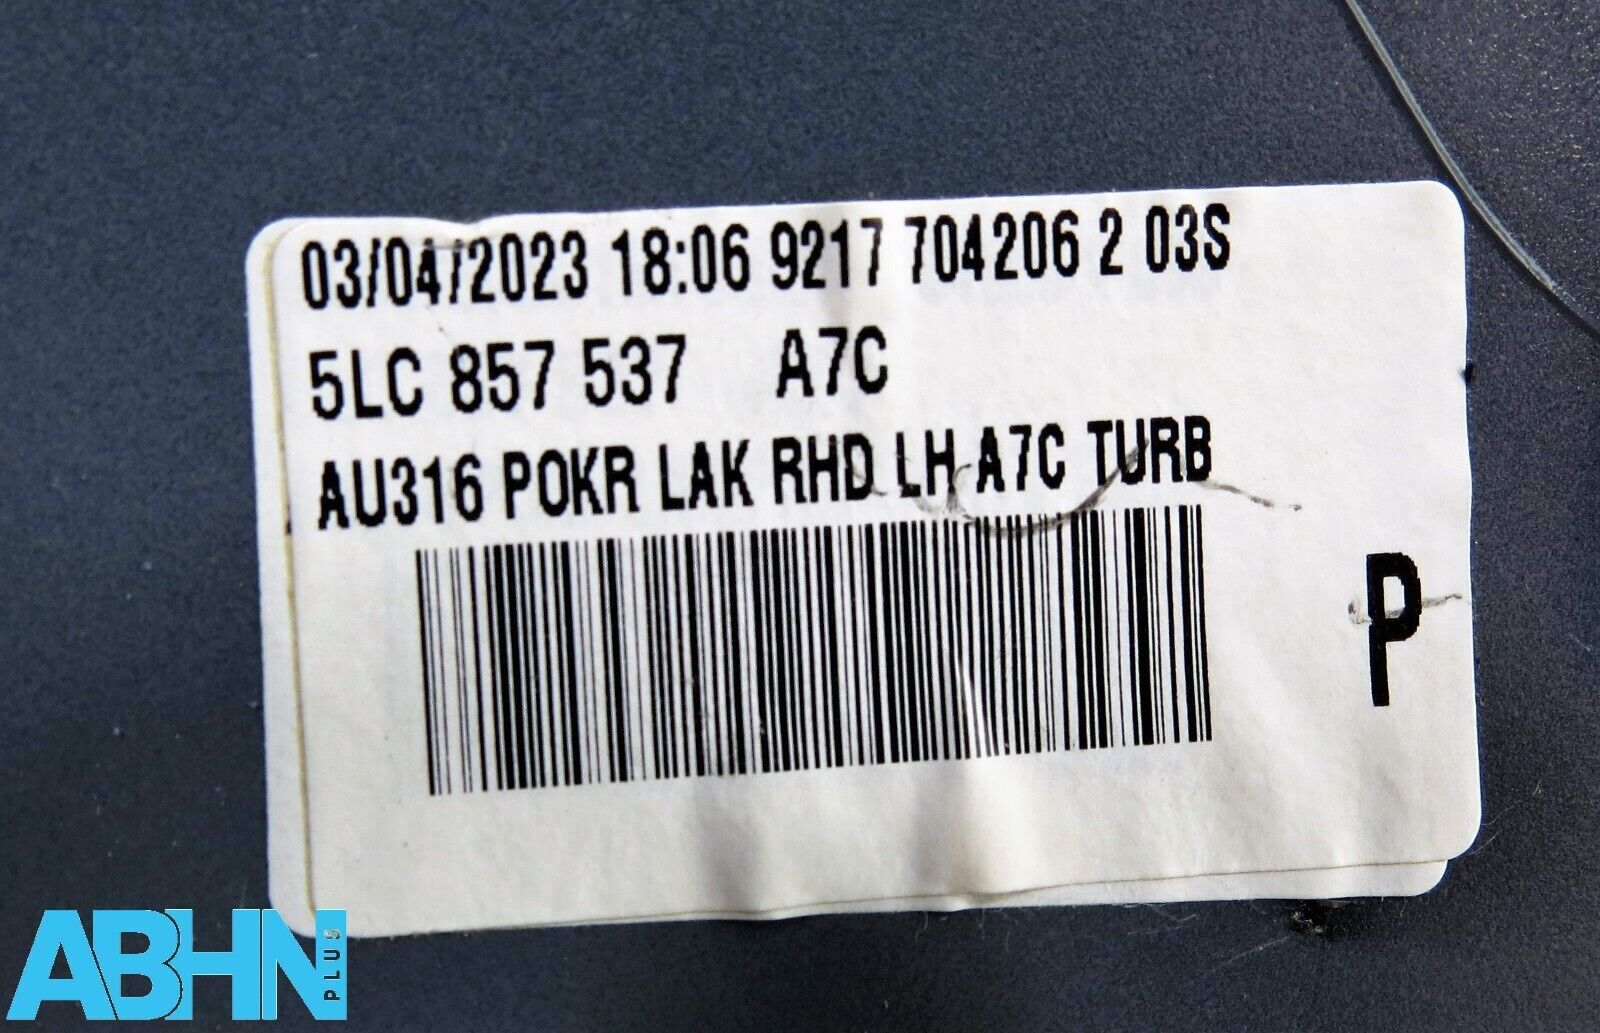 03/04/2023 18:06 9217 704206 2 03S
5LC 857 537 A7C
AU316 POKR LAK RHD LH A7C TURB
P
ABHN PLUS